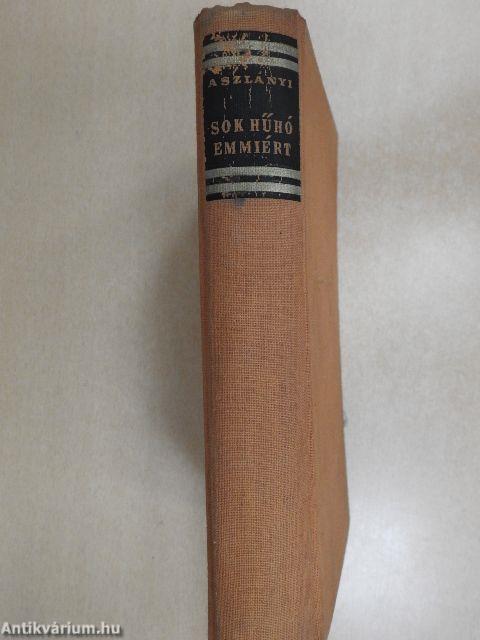 ASZLÁNYI
SOK HŰHÓ
EMMIÉRT
Antikvárium.hu